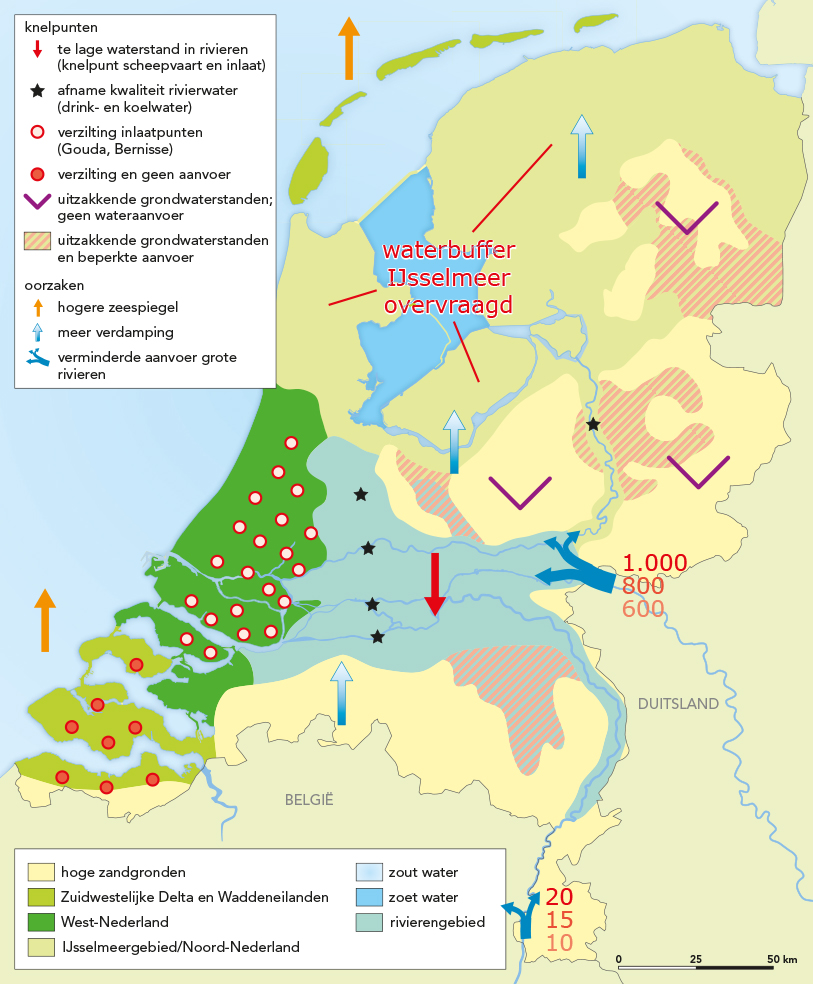 knelpunten
te lage waterstand in rivieren
(knelpunt scheepvaart en inlaat)
afname kwaliteit rivierwater
(drink- en koelwater)
verzilting inlaatpunten
(Gouda, Bernisse)
verzilting en geen aanvoer
uitzakkende grondwaterstanden;
geen wateraanvoer
uitzakkende grondwaterstanden
en beperkte aanvoer
oorzaken
hogere zeespiegel
meer verdamping
verminderde aanvoer grote
rivieren
waterbuffer
IJsselmeer
overvraagd
1.000
800
600
DUITSLAND
BELGIË
hoge zandgronden
Zuidwestelijke Delta en Waddeneilanden
West-Nederland
IJsselmeergebied/Noord-Nederland
zout water
zoet water
rivierengebied
20
15
10
0 25 50 km